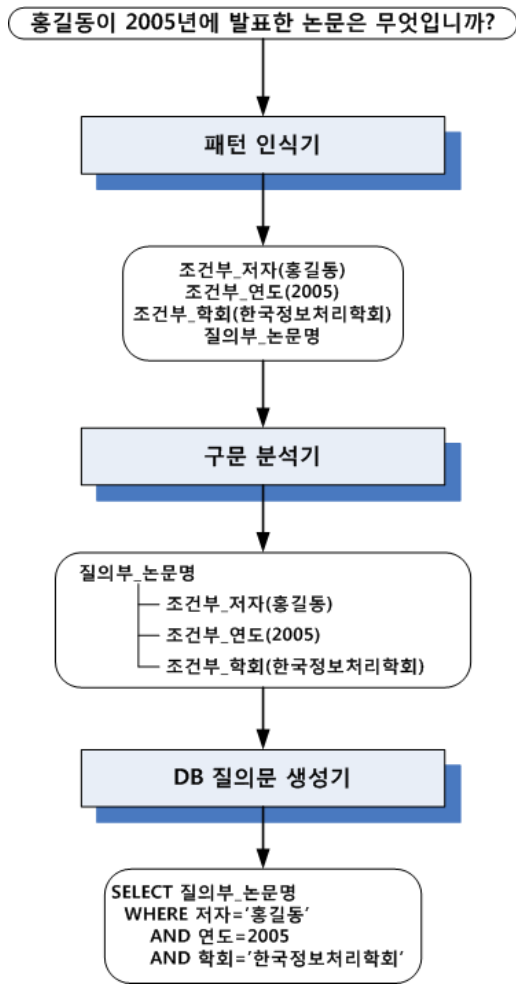 홍길동이 2005년에 발표한 논문은 무엇입니까?
패턴 인식기
조건부_저자(홍길동)
조건부_연도(2005)
조건부_학회(한국정보처리학회)
질의부_논문명
구문 분석기
질의부_논문명
조건부_저자(홍길동)
조건부_연도(2005)
조건부_학회(한국정보처리학회)
DB 질의문 생성기
SELECT 질의부_논문명
WHERE 저자='홍길동'
AND 연도=2005
AND 학회='한국정보처리학회'